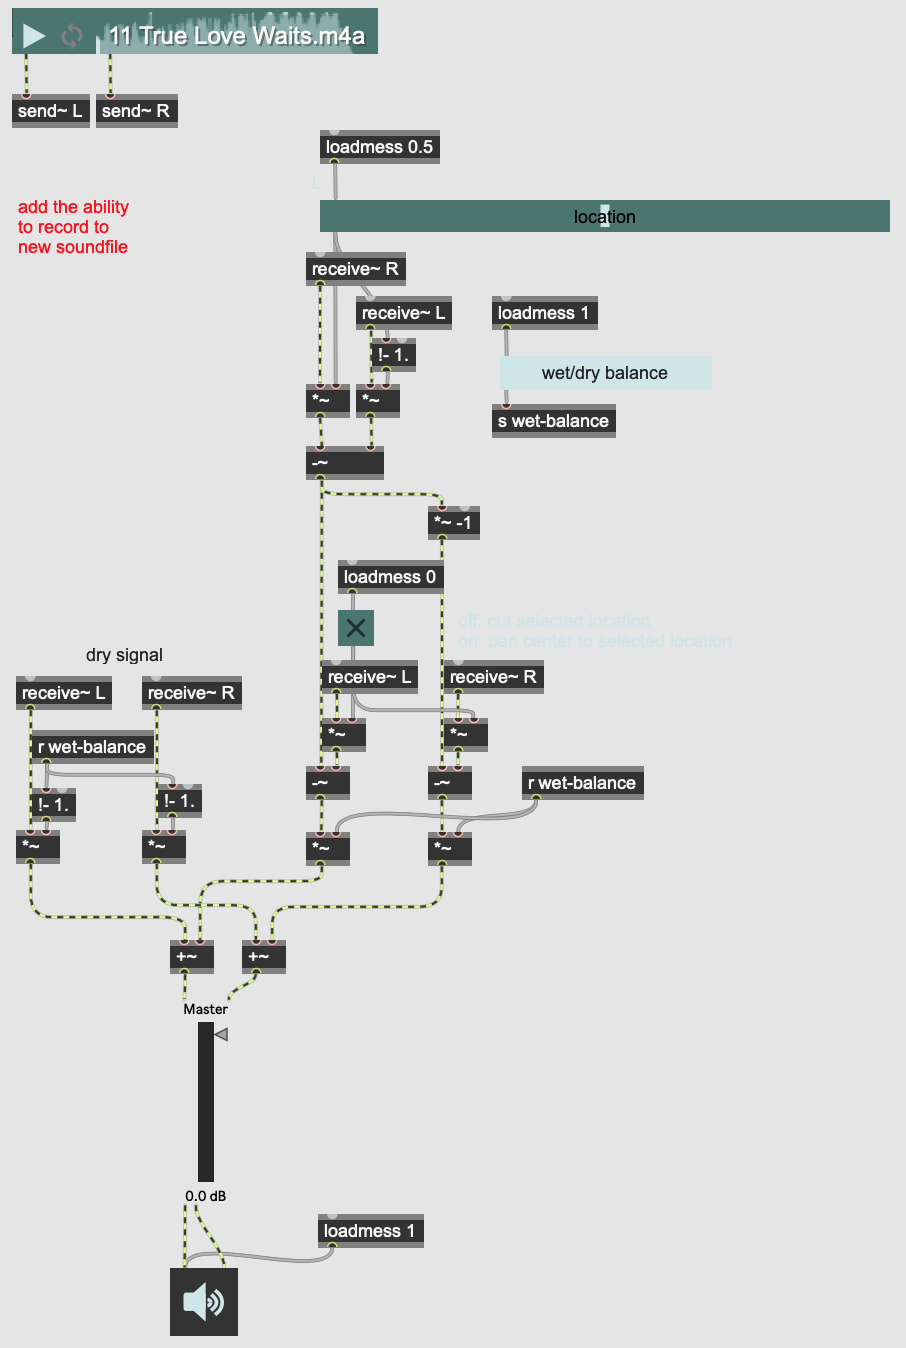 11 True Love Waits.m4a
send~ L
send~ R
loadmess 0.5
L
add the ability
to record to
new soundfile
location
receive~ R
receive~ L
loadmess 1
!- 1.
wet/dry balance
*~
*~
s wet-balance
-~
*~ -1
loadmess 0
off: cut selected location
on: pan center to selected location
dry signal
receive~ L
receive~ R
receive~ L
receive~ R
*~
*~
r wet-balance
-~
-~
r wet-balance
!- 1.
!- 1.
*~
*~
*~
*~
+~
+~
Master
0.0 dB
loadmess 1